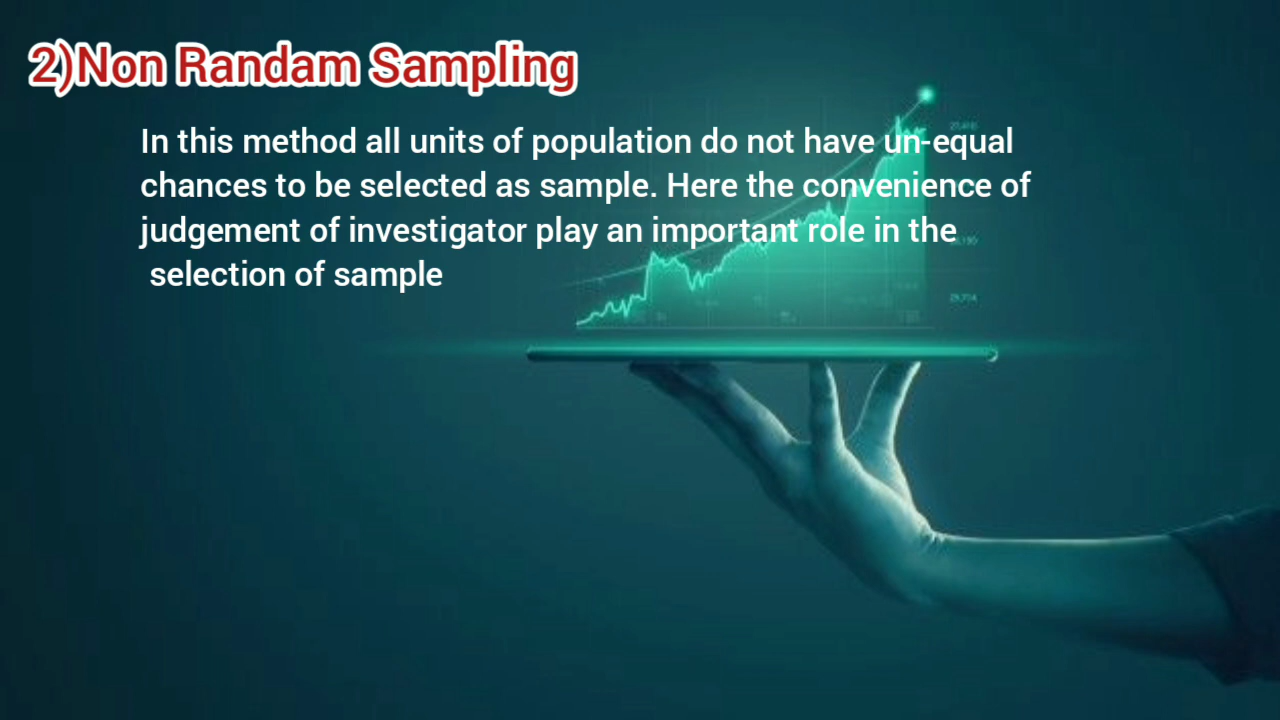 2)Non Randam Sampling
In this method all units of population do not have un-equal
chances to be selected as sample. Here the convenience of
judgement of investigator play an important role in the
selection of sample